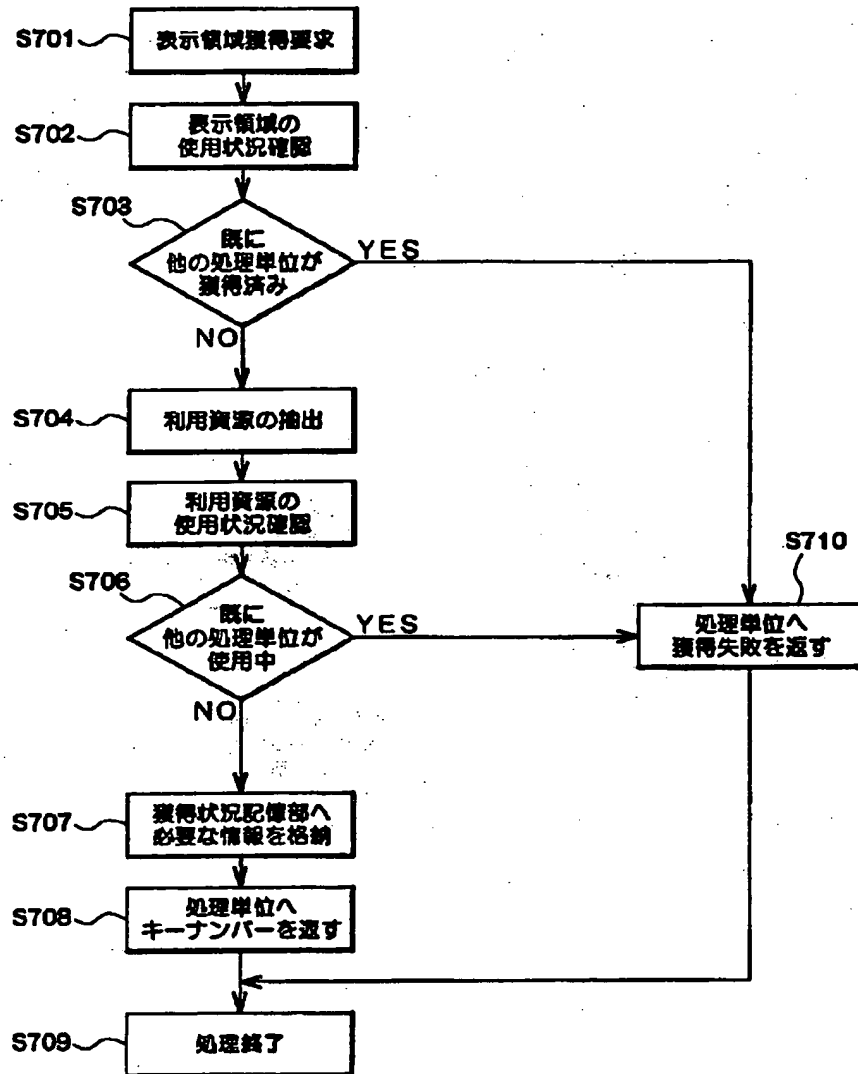 S701
表示領域獲得要求
S702
表示領域の
使用状況確認
S703
既に
他の処理単位が
獲得済み
YES
NO
S704
利用資源の抽出
S705
利用資源の
使用状況確認
S706
既に
他の処理単位が
使用中
YES
NO
S710
処理単位へ
獲得失敗を返す
S707
獲得状況記憶部へ
必要な情報を格納
S708
処理単位へ
キーナンバーを返す
S709
処理終了